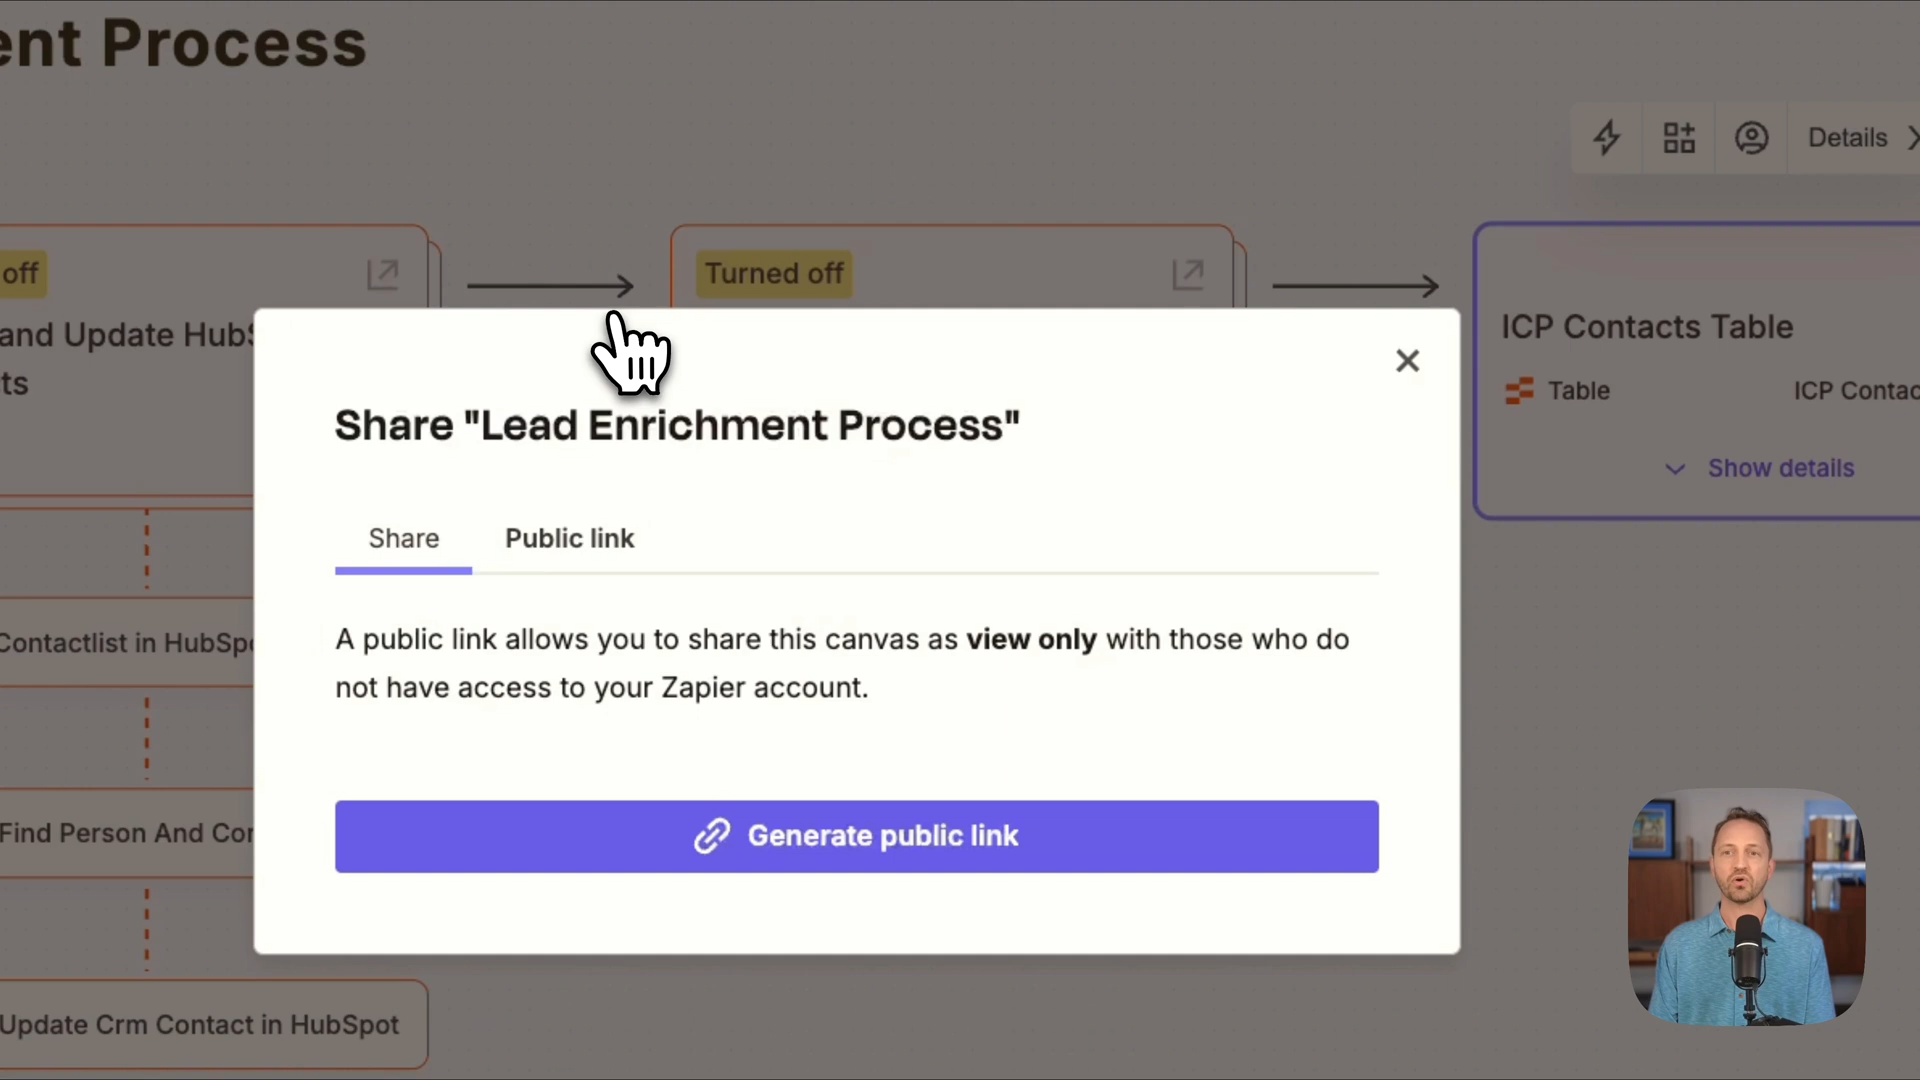 ent Process
Details
off
Turned off
and Update HubS
ts
ICP Contacts Table
Table
ICP Contac
Show details
Share "Lead Enrichment Process"
Share
Public link
A public link allows you to share this canvas as view only with those who do
not have access to your Zapier account.
Contactlist in HubSpo
Find Person And Cor
Generate public link
Update Crm Contact in HubSpot